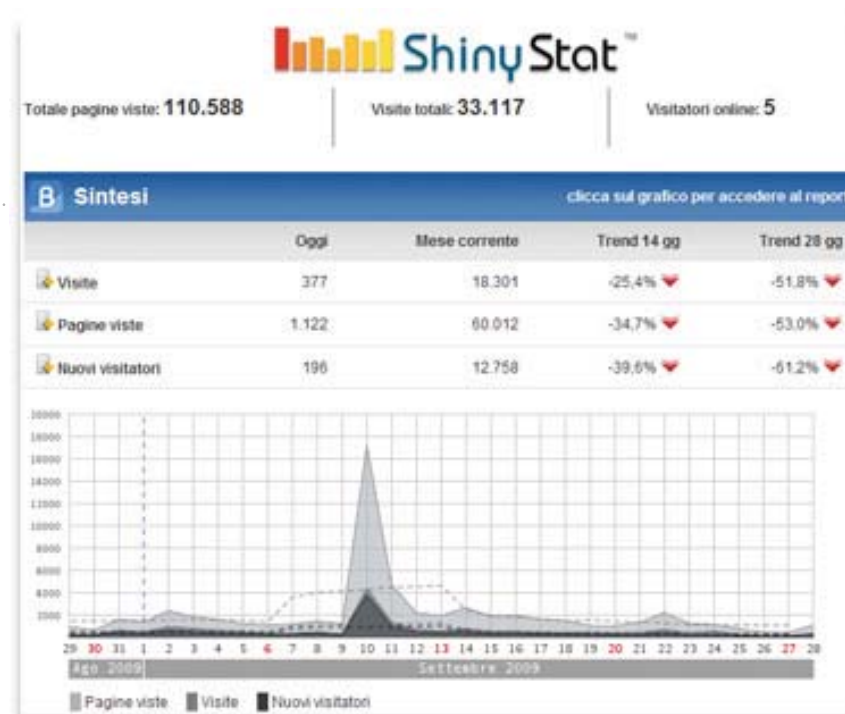 ShinyStat™
Totale pagine viste: 110.588 Visite totali: 33.117 Visitatori online: 5
B Sintesi clicca sul grafico per accedere al report
Oggi Mese corrente Trend 14 gg Trend 28 gg
Visite 377 18.301 -25,4% -51,8%
Pagine viste 1.122 60.012 -34,7% -53,0%
Nuovi visitatori 196 12.758 -39,6% -61,2%
20000
18000
16000
14000
12000
10000
8000
6000
4000
2000
29 30 31 1 2 3 4 5 6 7 8 9 10 11 12 13 14 15 16 17 18 19 20 21 22 23 24 25 26 27 28
Ago 2009 Settembre 2009
Pagine viste Visite Nuovi visitatori